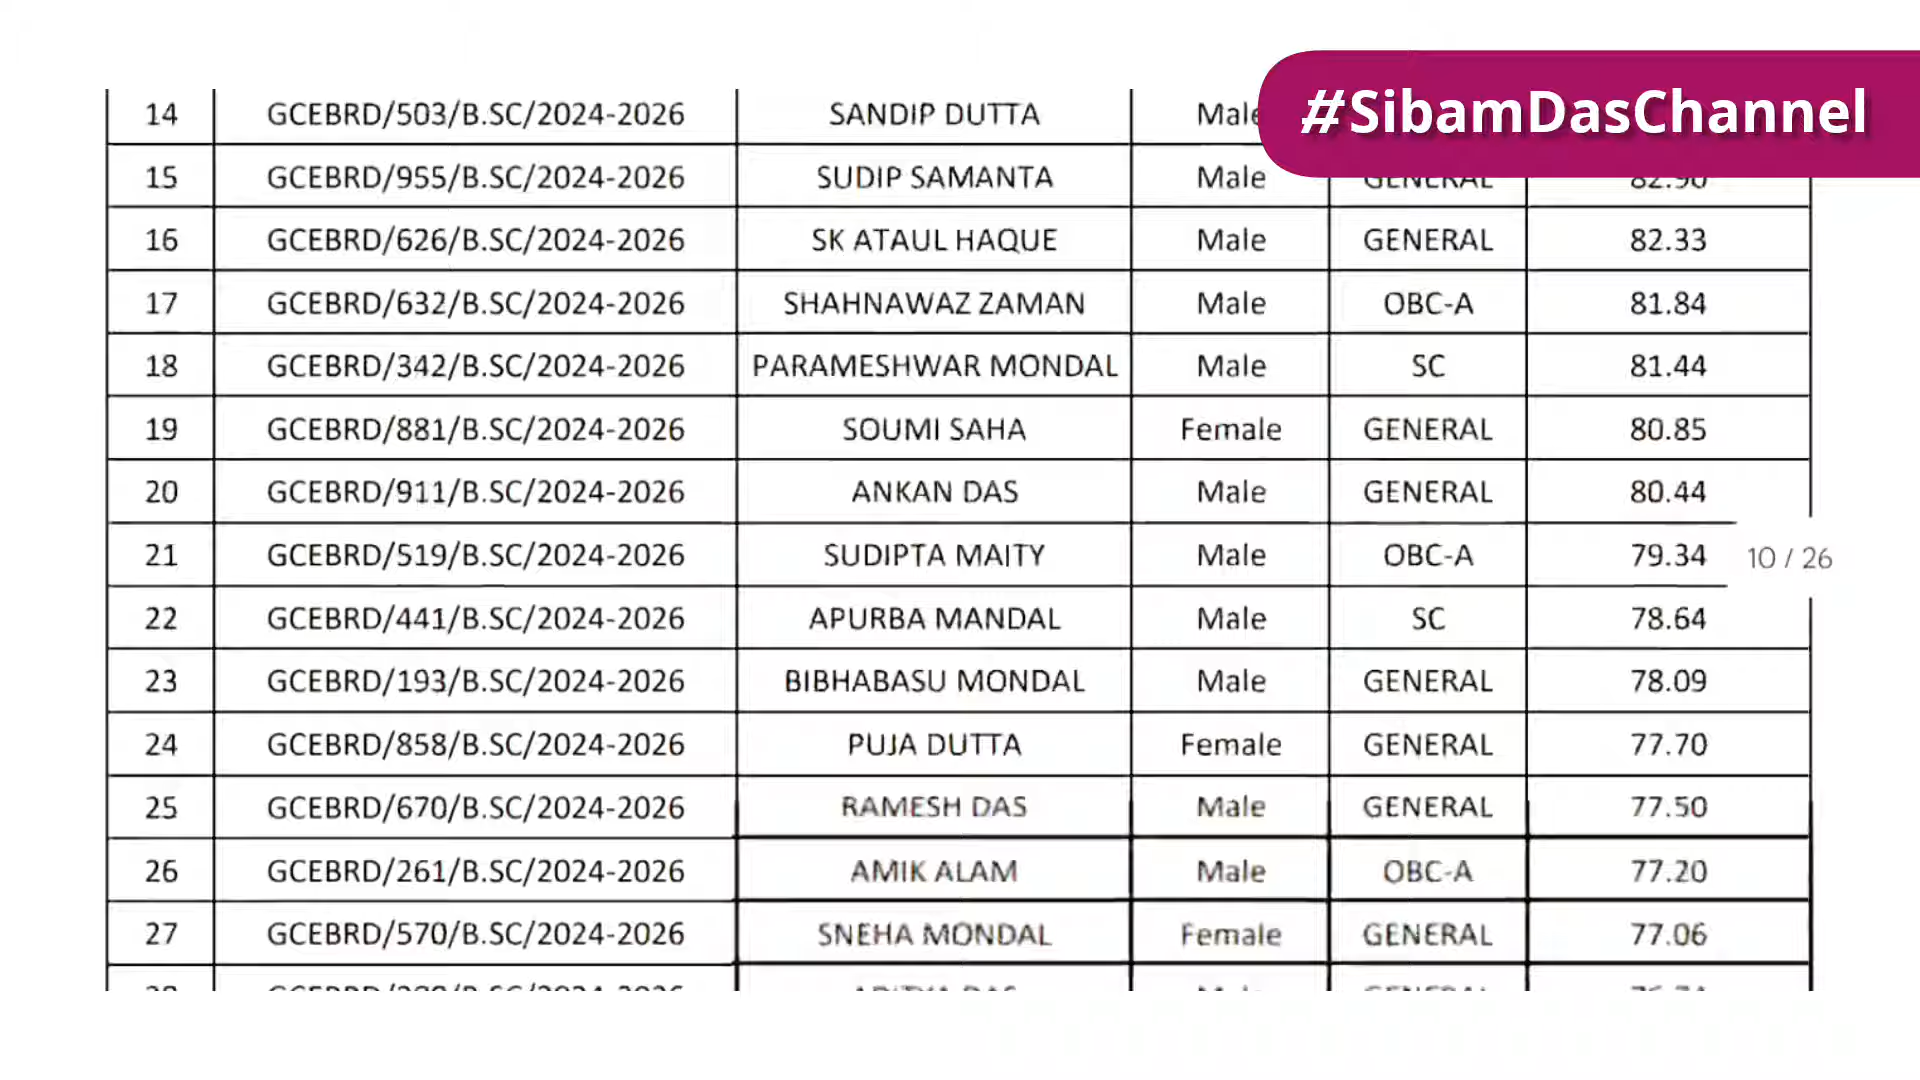 #SibamDasChannel
14 GCEBRD/503/B.SC/2024-2026 SANDIP DUTTA Male
15 GCEBRD/955/B.SC/2024-2026 SUDIP SAMANTA Male GENERAL 82.90
16 GCEBRD/626/B.SC/2024-2026 SK ATAUL HAQUE Male GENERAL 82.33
17 GCEBRD/632/B.SC/2024-2026 SHAHNAWAZ ZAMAN Male OBC-A 81.84
18 GCEBRD/342/B.SC/2024-2026 PARAMESHWAR MONDAL Male SC 81.44
19 GCEBRD/881/B.SC/2024-2026 SOUMI SAHA Female GENERAL 80.85
20 GCEBRD/911/B.SC/2024-2026 ANKAN DAS Male GENERAL 80.44
21 GCEBRD/519/B.SC/2024-2026 SUDIPTA MAITY Male OBC-A 79.34 10 / 26
22 GCEBRD/441/B.SC/2024-2026 APURBA MANDAL Male SC 78.64
23 GCEBRD/193/B.SC/2024-2026 BIBHABASU MONDAL Male GENERAL 78.09
24 GCEBRD/858/B.SC/2024-2026 PUJA DUTTA Female GENERAL 77.70
25 GCEBRD/670/B.SC/2024-2026 RAMESH DAS Male GENERAL 77.50
26 GCEBRD/261/B.SC/2024-2026 AMIK ALAM Male OBC-A 77.20
27 GCEBRD/570/B.SC/2024-2026 SNEHA MONDAL Female GENERAL 77.06